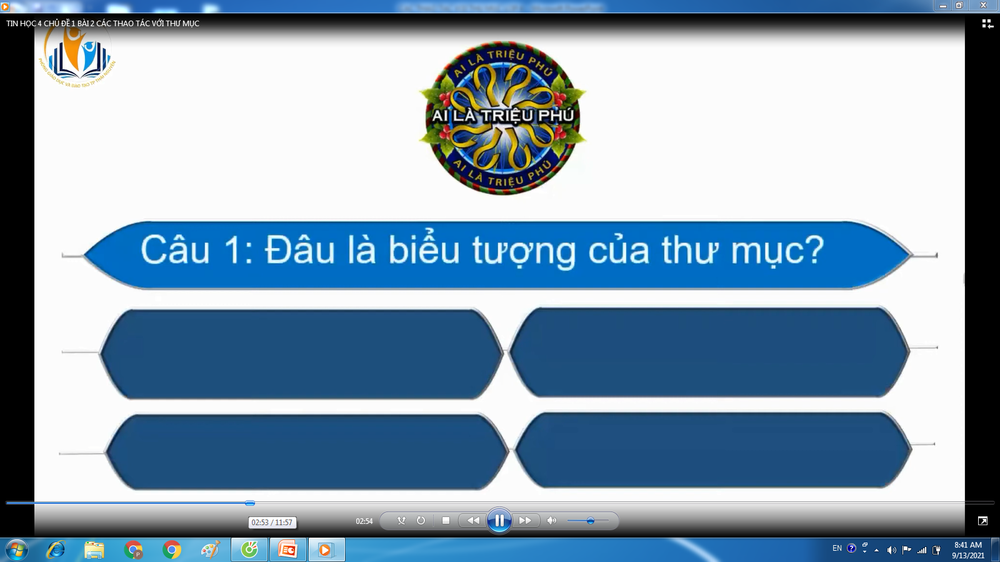 TIN HỌC 4 CHỦ ĐỀ 1 BÀI 2 CÁC THAO TÁC VỚI THƯ MỤC
PHÒNG GIÁO DỤC VÀ ĐÀO TẠO TP THÁI NGUYÊN
AI LÀ TRIỆU PHÚ
AI LÀ TRIỆU PHÚ
AI LÀ TRIỆU PHÚ
Câu 1: Đâu là biểu tượng của thư mục?
02:53 / 11:57
02:54
EN
8:41 AM
9/13/2021